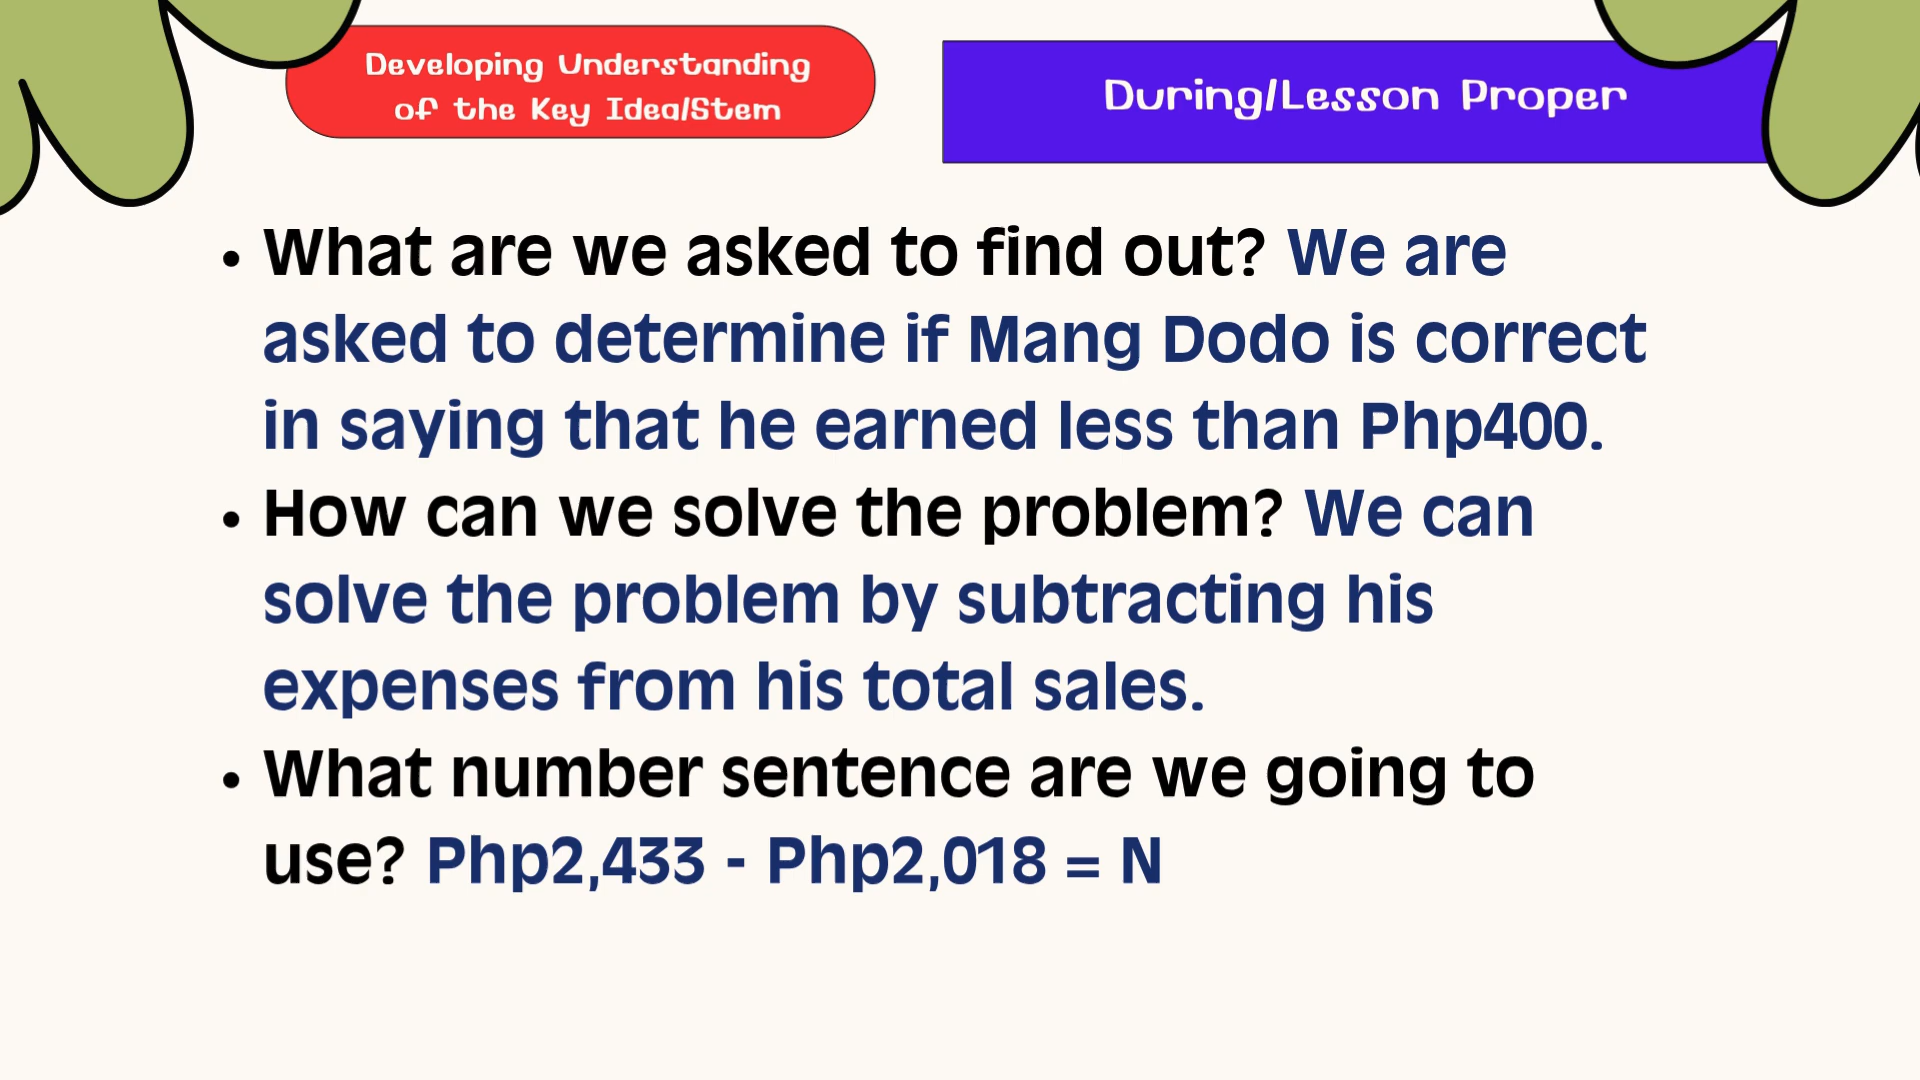 Developing Understanding
of the Key Idea/Stem
During/Lesson Proper
• What are we asked to find out? We are
asked to determine if Mang Dodo is correct
in saying that he earned less than Php400.
• How can we solve the problem? We can
solve the problem by subtracting his
expenses from his total sales.
• What number sentence are we going to
use? Php2,433 - Php2,018 = N